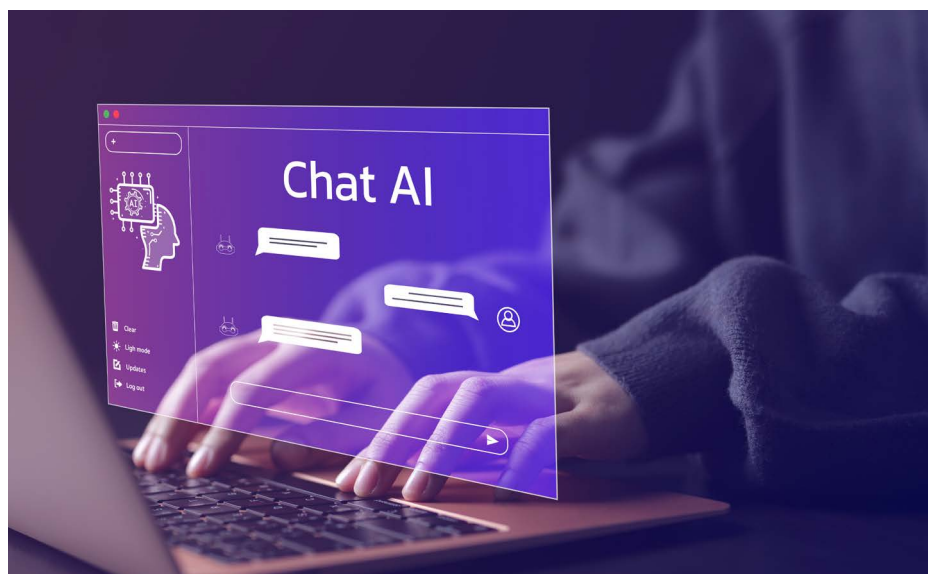 +
Chat AI
AI
Clear
Ligh mode
Updates
Log out